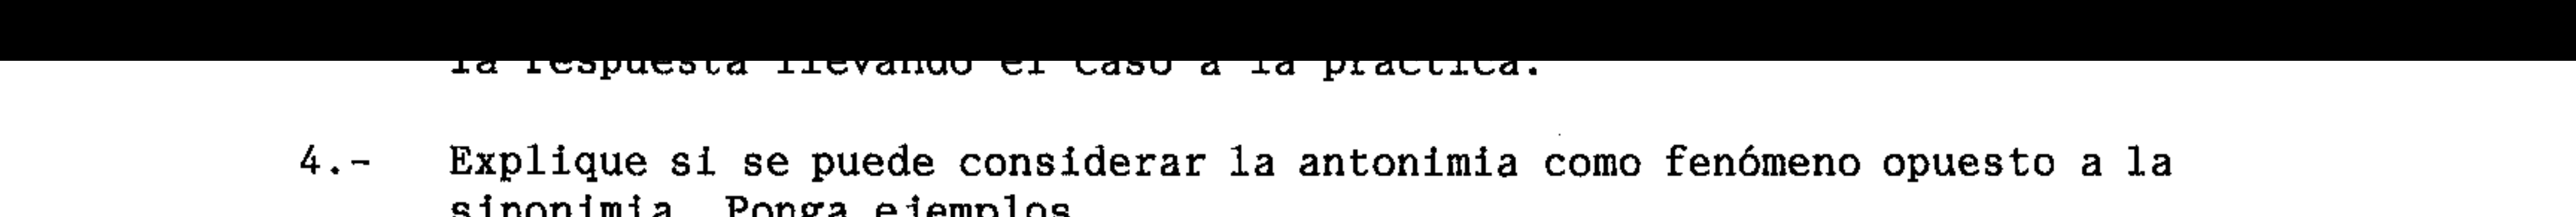 la respuesta llevando el caso a la práctica.
4.- Explique si se puede considerar la antonimia como fenómeno opuesto a la
sinonimia. Ponga ejemplos.